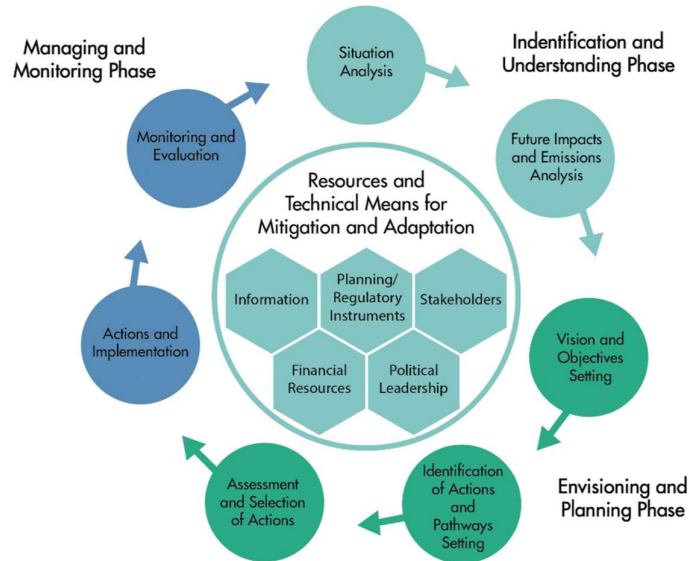 Managing and
Monitoring Phase
Situation
Analysis
Indentification and
Understanding Phase
Monitoring and
Evaluation
Future Impacts
and Emissions
Analysis
Resources and
Technical Means for
Mitigation and Adaptation
Information
Planning/
Regulatory
Instruments
Stakeholders
Financial
Resources
Political
Leadership
Actions and
Implementation
Vision and
Objectives
Setting
Assessment
and Selection
of Actions
Identification
of Actions
and
Pathways
Setting
Envisioning and
Planning Phase